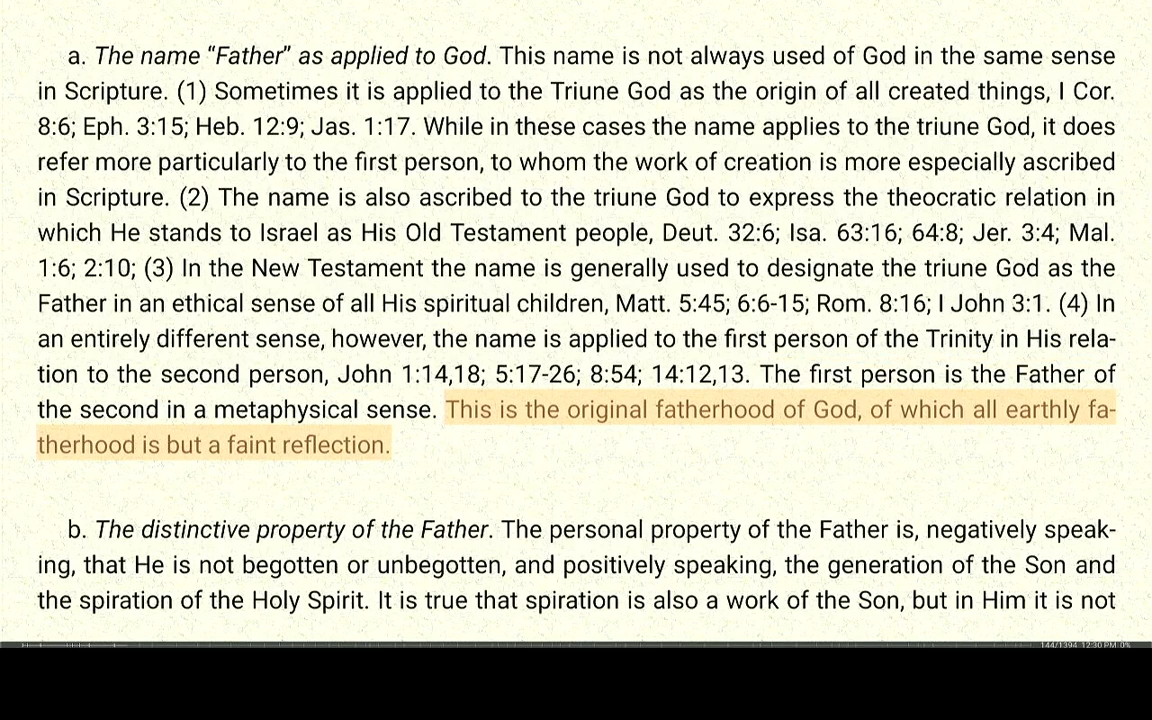 a. The name “Father” as applied to God. This name is not always used of God in the same sense
in Scripture. (1) Sometimes it is applied to the Triune God as the origin of all created things, I Cor.
8:6; Eph. 3:15; Heb. 12:9; Jas. 1:17. While in these cases the name applies to the triune God, it does
refer more particularly to the first person, to whom the work of creation is more especially ascribed
in Scripture. (2) The name is also ascribed to the triune God to express the theocratic relation in
which He stands to Israel as His Old Testament people, Deut. 32:6; Isa. 63:16; 64:8; Jer. 3:4; Mal.
1:6; 2:10; (3) In the New Testament the name is generally used to designate the triune God as the
Father in an ethical sense of all His spiritual children, Matt. 5:45; 6:6-15; Rom. 8:16; I John 3:1. (4) In
an entirely different sense, however, the name is applied to the first person of the Trinity in His rela-
tion to the second person, John 1:14,18; 5:17-26; 8:54; 14:12,13. The first person is the Father of
the second in a metaphysical sense. This is the original fatherhood of God, of which all earthly fa-
therhood is but a faint reflection.
b. The distinctive property of the Father. The personal property of the Father is, negatively speak-
ing, that He is not begotten or unbegotten, and positively speaking, the generation of the Son and
the spiration of the Holy Spirit. It is true that spiration is also a work of the Son, but in Him it is not
144/1394 12:30 PM 0%